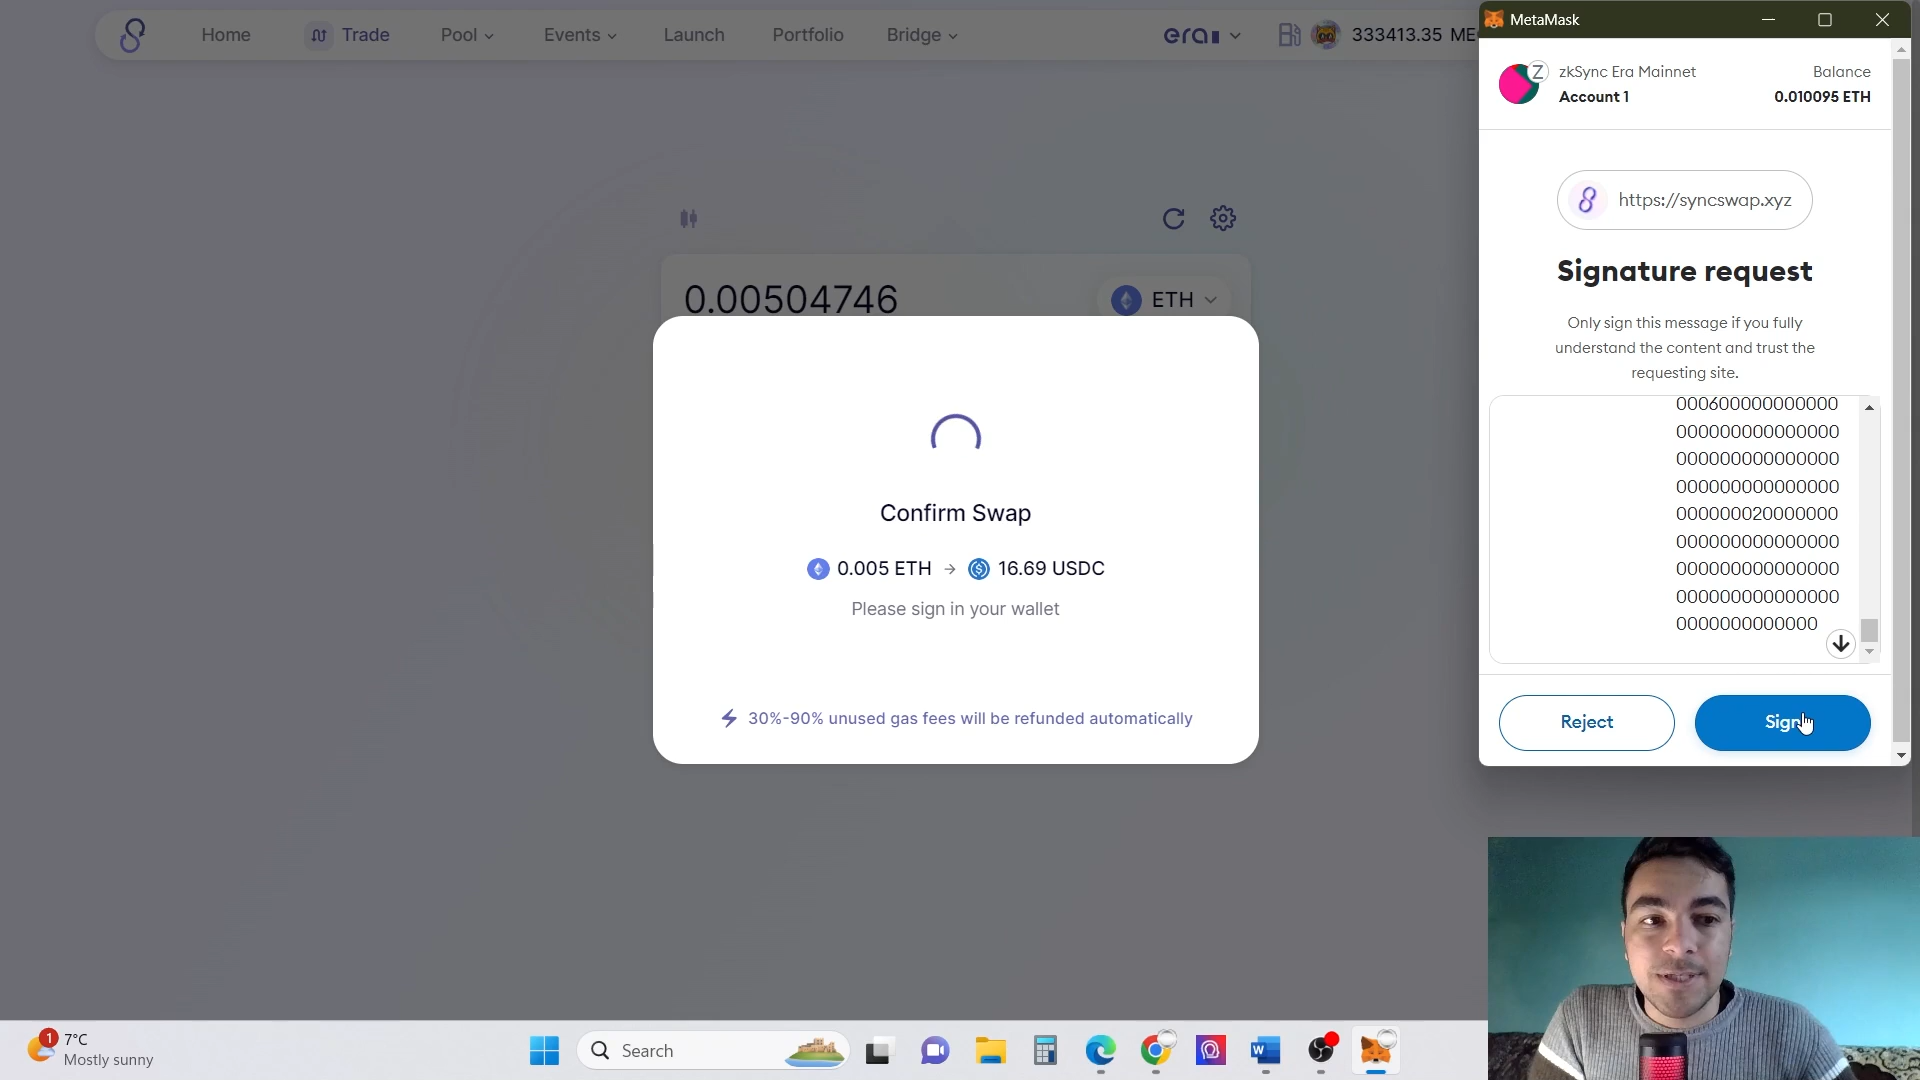 Home
Trade
Pool
Events
Launch
Portfolio
Bridge
era
333413.35 ME
0.00504746
ETH
Confirm Swap
0.005 ETH → 16.69 USDC
Please sign in your wallet
30%-90% unused gas fees will be refunded automatically
MetaMask
Z
zkSync Era Mainnet
Balance
Account 1
0.010095 ETH
https://syncswap.xyz
Signature request
Only sign this message if you fully
understand the content and trust the
requesting site.
000600000000000
000000000000000
000000000000000
000000000000000
000000020000000
000000000000000
000000000000000
000000000000000
0000000000000
Reject
Sign
1
7°C
Mostly sunny
Search
W